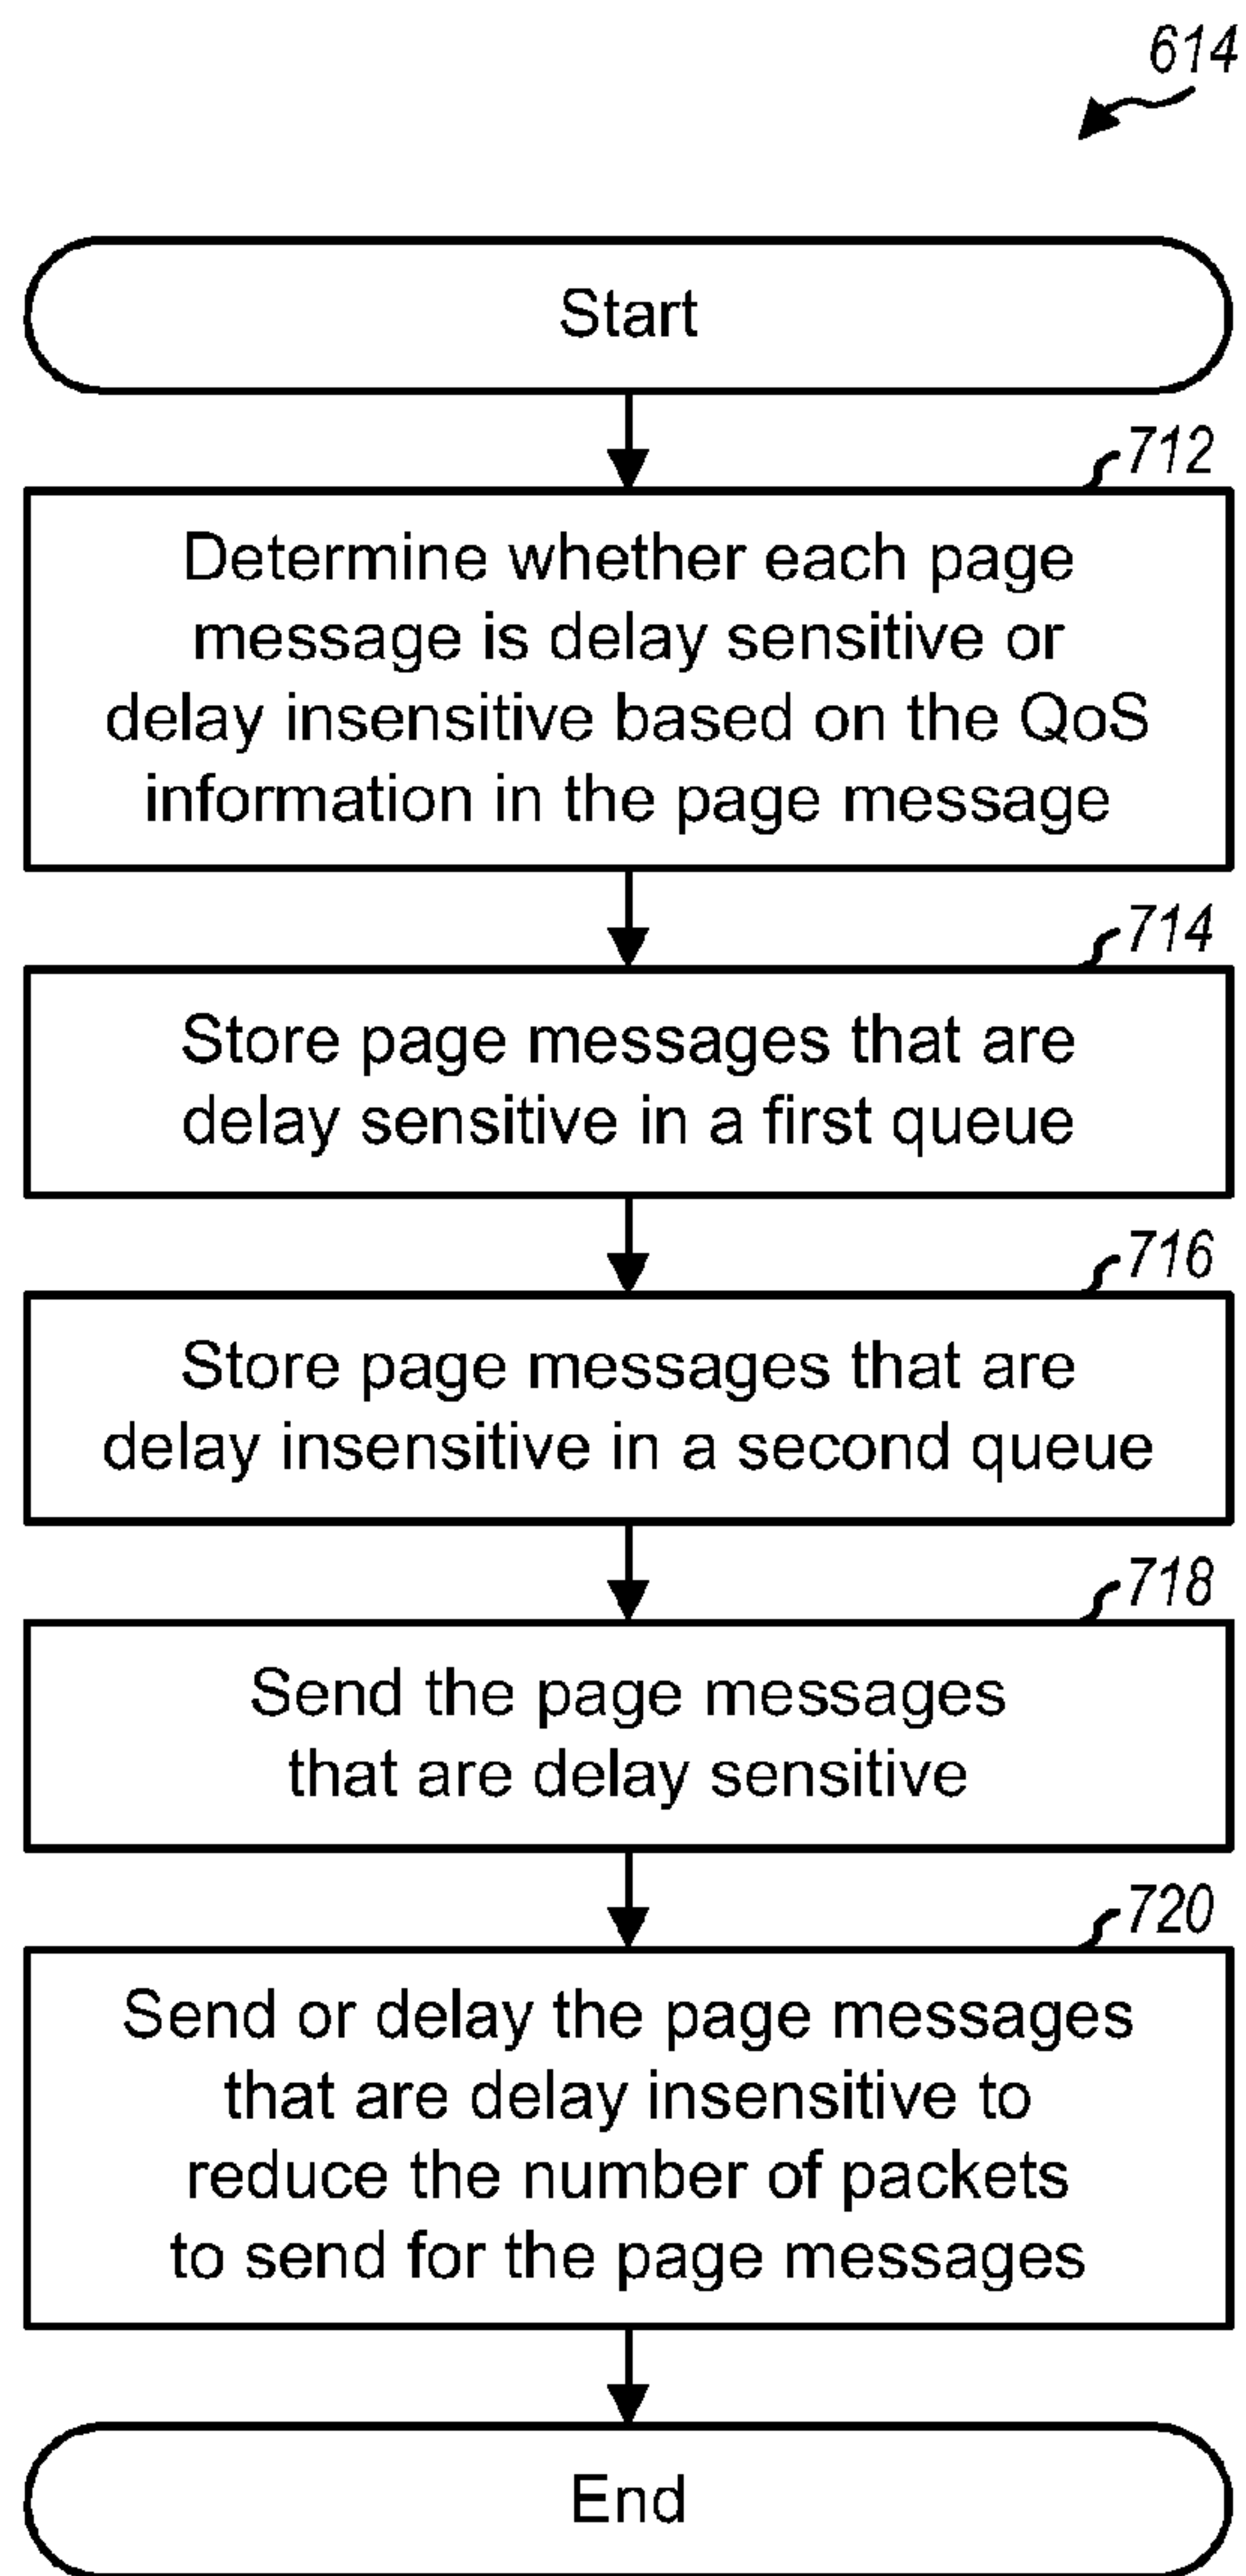 614
Start
712
Determine whether each page
message is delay sensitive or
delay insensitive based on the QoS
information in the page message
714
Store page messages that are
delay sensitive in a first queue
716
Store page messages that are
delay insensitive in a second queue
718
Send the page messages
that are delay sensitive
720
Send or delay the page messages
that are delay insensitive to
reduce the number of packets
to send for the page messages
End